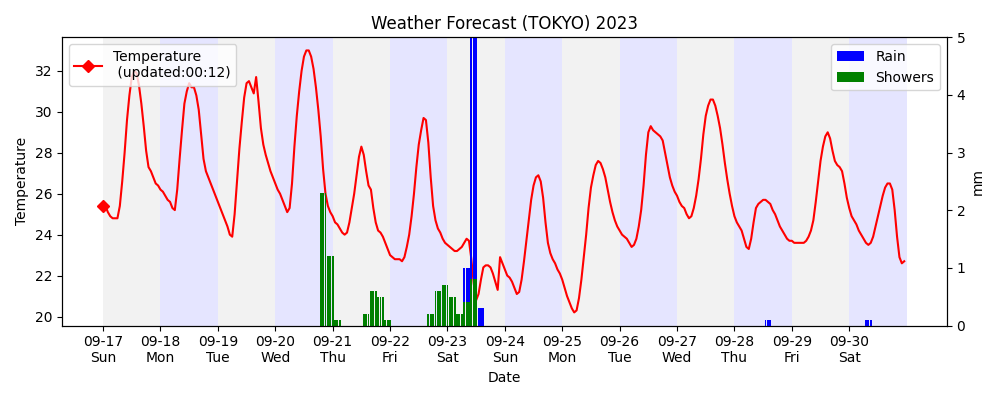 Weather Forecast (TOKYO) 2023
Temperature
(updated:00:12)
Rain
Showers
Temperature
32
30
28
26
24
22
20
5
4
3
2
1
0
mm
09-17 09-18 09-19 09-20 09-21 09-22 09-23 09-24 09-25 09-26 09-27 09-28 09-29 09-30
Sun Mon Tue Wed Thu Fri Sat Sun Mon Tue Wed Thu Fri Sat
Date